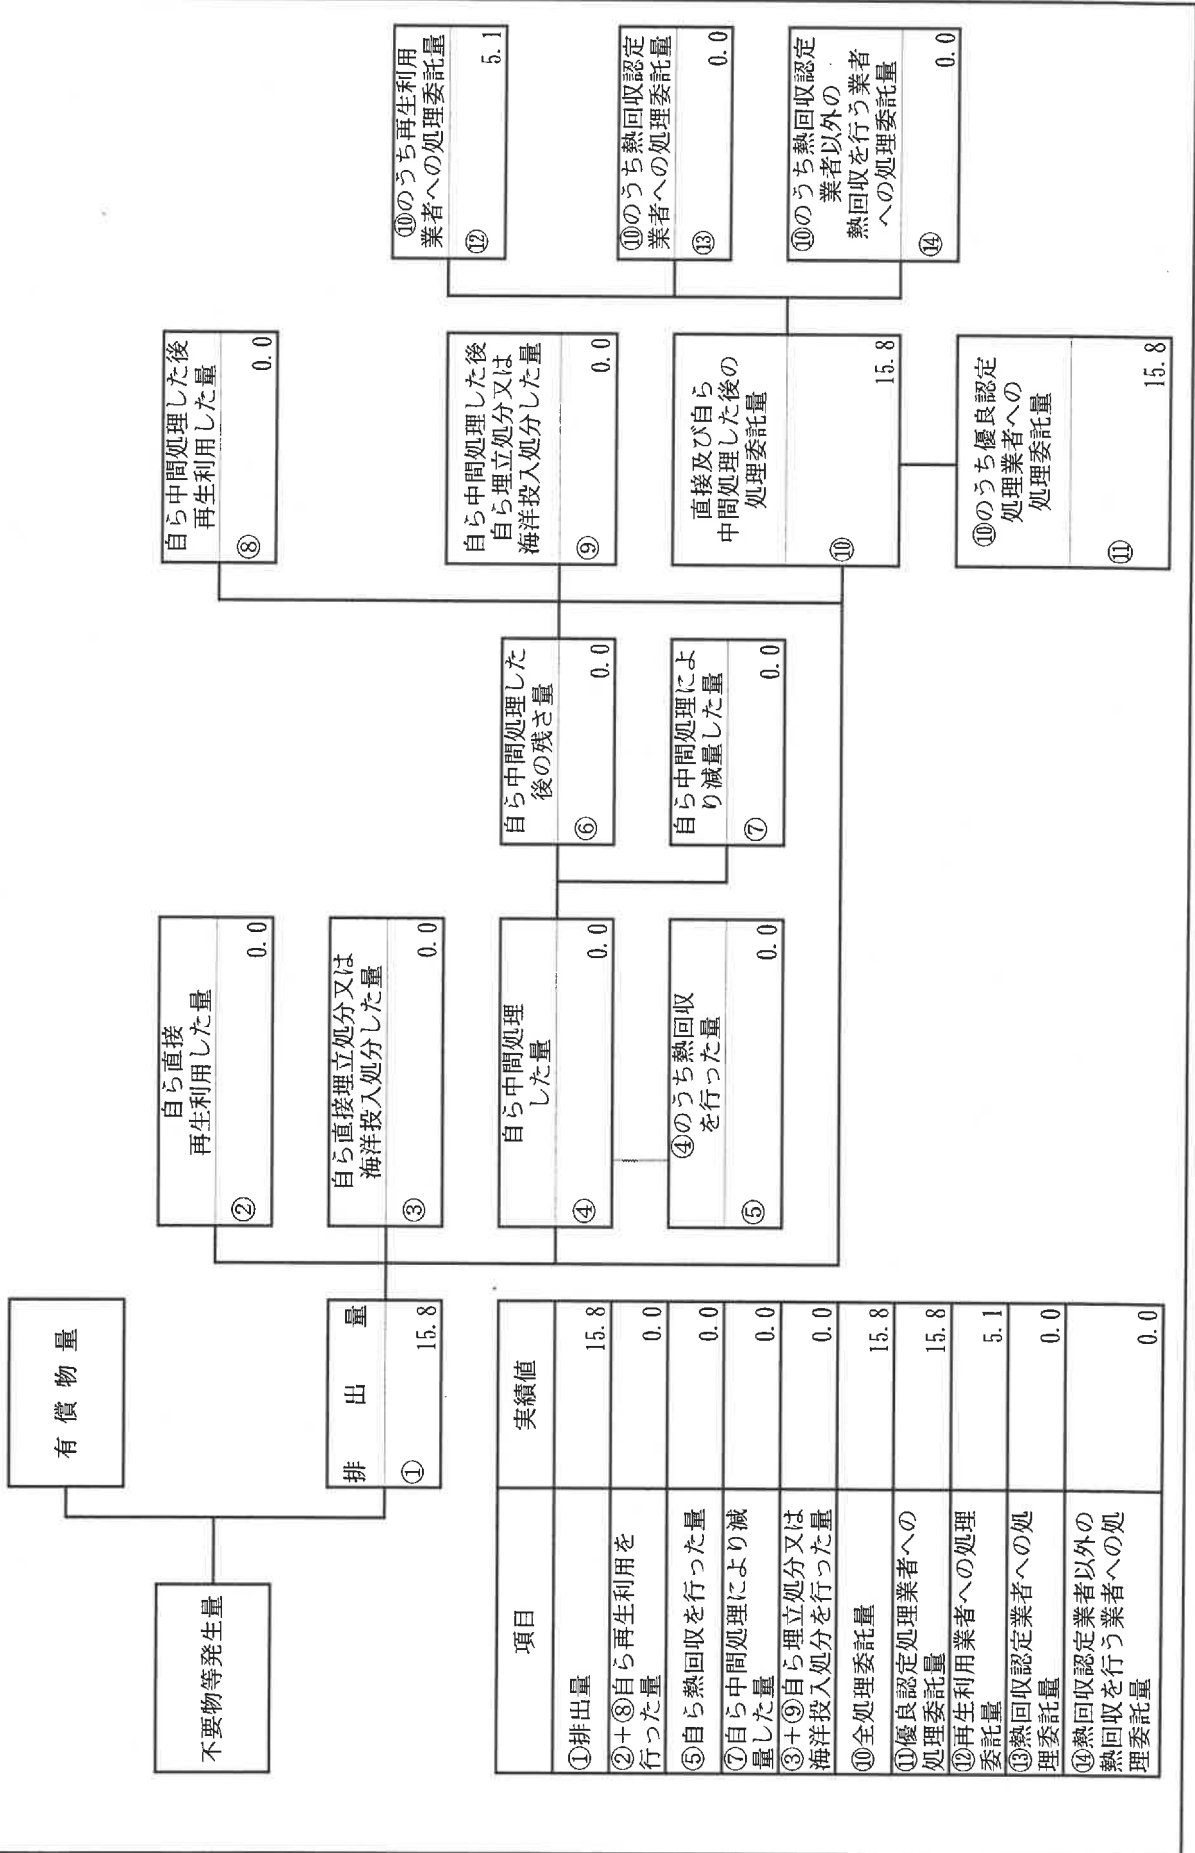 不要物等発生量
有償物量
排出量
① 15.8
自ら直接
再生利用した量
② 0.0
自ら直接埋立処分又は
海洋投入処分した量
③ 0.0
自ら中間処理
した量
④ 0.0
④のうち熱回収
を行った量
⑤ 0.0
自ら中間処理した
後の残さ量
⑥ 0.0
自ら中間処理によ
り減量した量
⑦ 0.0
自ら中間処理した後
再生利用した量
⑧ 0.0
自ら中間処理した後
自ら埋立処分又は
海洋投入処分した量
⑨ 0.0
直接及び自ら
中間処理した後の
処理委託量
⑩ 15.8
⑩のうち優良認定
処理業者への
処理委託量
⑪ 15.8
⑩のうち再生利用
業者への処理委託量
⑫ 5.1
⑩のうち熱回収認定
業者への処理委託量
⑬ 0.0
⑩のうち熱回収認定
業者以外の
熱回収を行う業者
への処理委託量
⑭ 0.0
項目 実績値
①排出量 15.8
②+⑧自ら再生利用を
行った量 0.0
⑤自ら熱回収を行った量 0.0
⑦自ら中間処理により減
量した量 0.0
③+⑨自ら埋立処分又は
海洋投入処分を行った量 0.0
⑩全処理委託量 15.8
⑪優良認定処理業者への
処理委託量 15.8
⑫再生利用業者への処理
委託量 5.1
⑬熱回収認定業者への処
理委託量 0.0
⑭熱回収認定業者以外の
熱回収を行う業者への処
理委託量 0.0